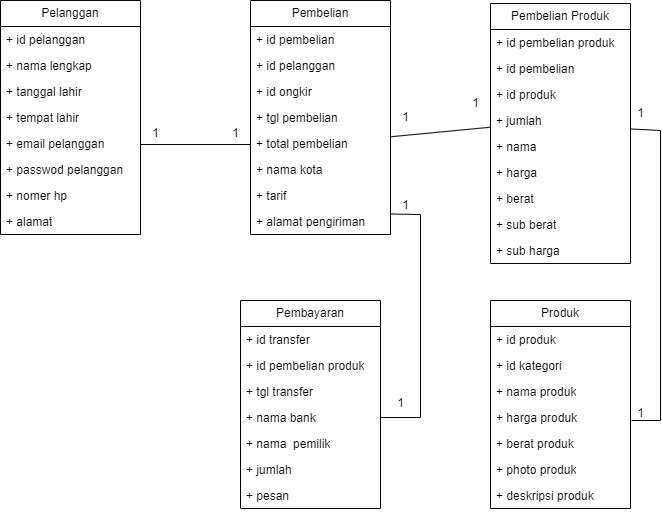 Pelanggan
+ id pelanggan
+ nama lengkap
+ tanggal lahir
+ tempat lahir
+ email pelanggan
+ passwod pelanggan
+ nomer hp
+ alamat
1
1
Pembelian
+ id pembelian
+ id pelanggan
+ id ongkir
+ tgl pembelian
+ total pembelian
+ nama kota
+ tarif
+ alamat pengiriman
1
1
Pembelian Produk
+ id pembelian produk
+ id pembelian
+ id produk
+ jumlah
+ nama
+ harga
+ berat
+ sub berat
+ sub harga
1
1
Pembayaran
+ id transfer
+ id pembelian produk
+ tgl transfer
+ nama bank
+ nama  pemilik
+ jumlah
+ pesan
1
Produk
+ id produk
+ id kategori
+ nama produk
+ harga produk
+ berat produk
+ photo produk
+ deskripsi produk
1